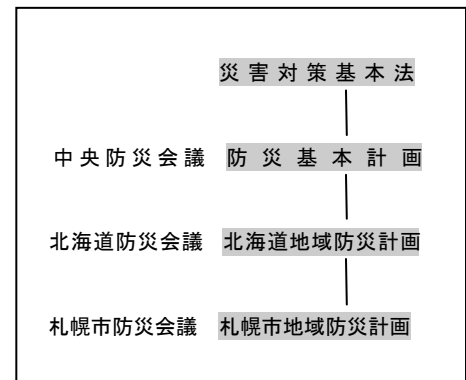 災害対策基本法
中央防災会議 防災基本計画
北海道防災会議 北海道地域防災計画
札幌市防災会議 札幌市地域防災計画